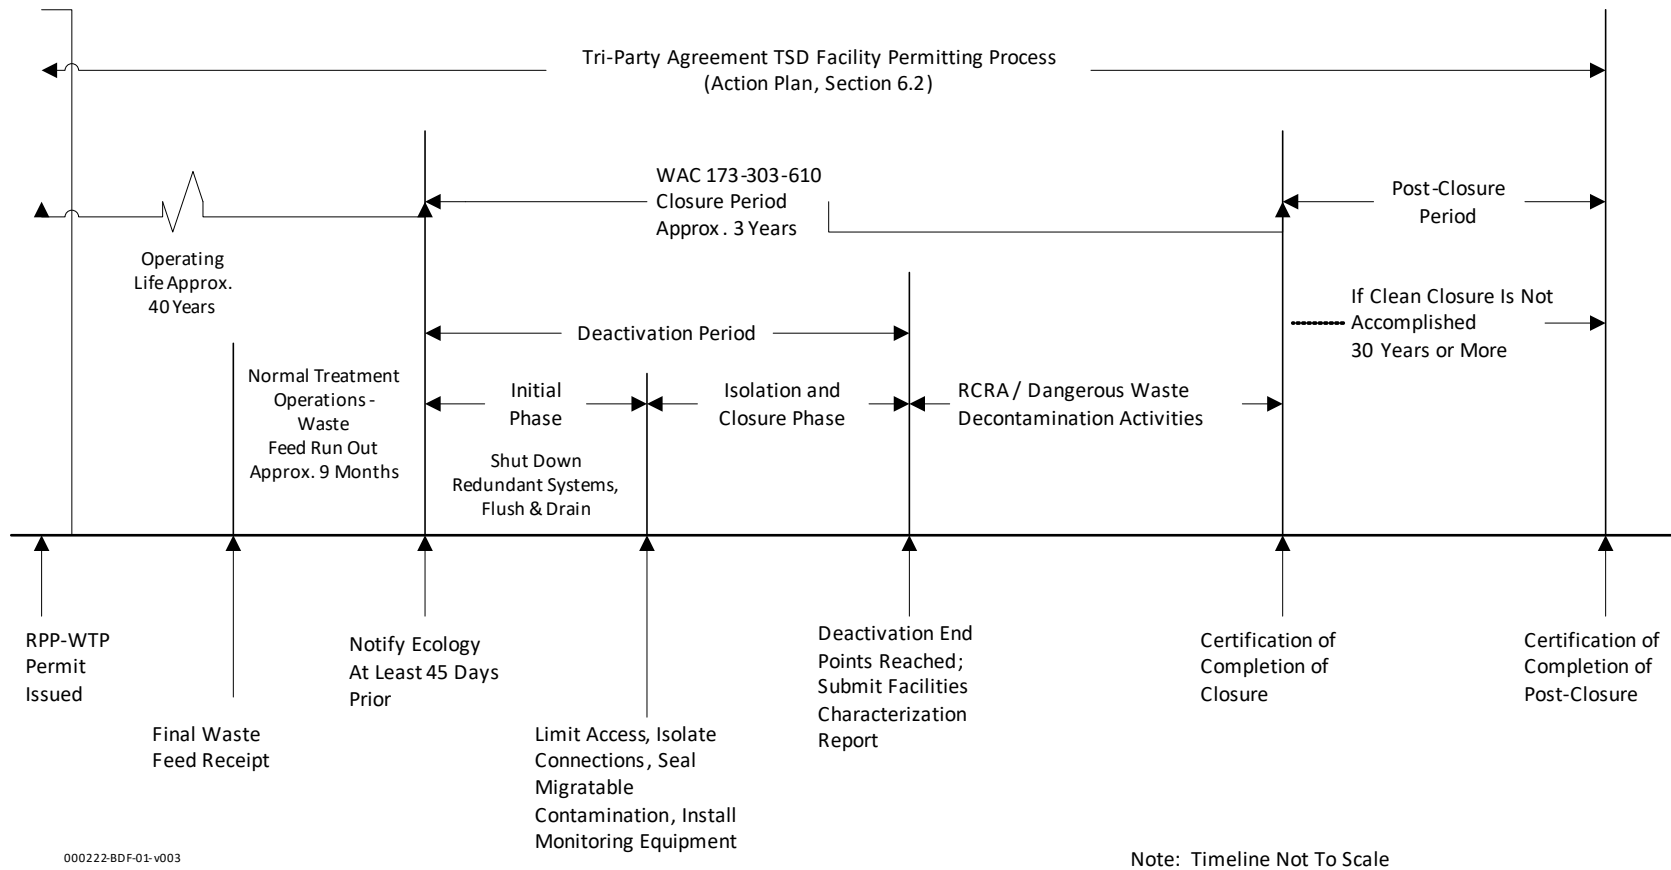 Tri-Party Agreement TSD Facility Permitting Process
(Action Plan, Section 6.2)
WAC 173-303-610
Closure Period
Approx. 3 Years
Post-Closure
Period
Operating
Life Approx.
40 Years
If Clean Closure Is Not
Accomplished
30 Years or More
Deactivation Period
Normal Treatment
Operations -
Waste
Feed Run Out
Approx. 9 Months
Initial
Phase
Isolation and
Closure Phase
RCRA / Dangerous Waste
Decontamination Activities
Shut Down
Redundant Systems,
Flush & Drain
RPP-WTP
Permit
Issued
Final Waste
Feed Receipt
Notify Ecology
At Least 45 Days
Prior
Limit Access, Isolate
Connections, Seal
Migratable
Contamination, Install
Monitoring Equipment
Deactivation End
Points Reached;
Submit Facilities
Characterization
Report
Certification of
Completion of
Closure
Certification of
Completion of
Post-Closure
000222-BDF-01-v003
Note: Timeline Not To Scale